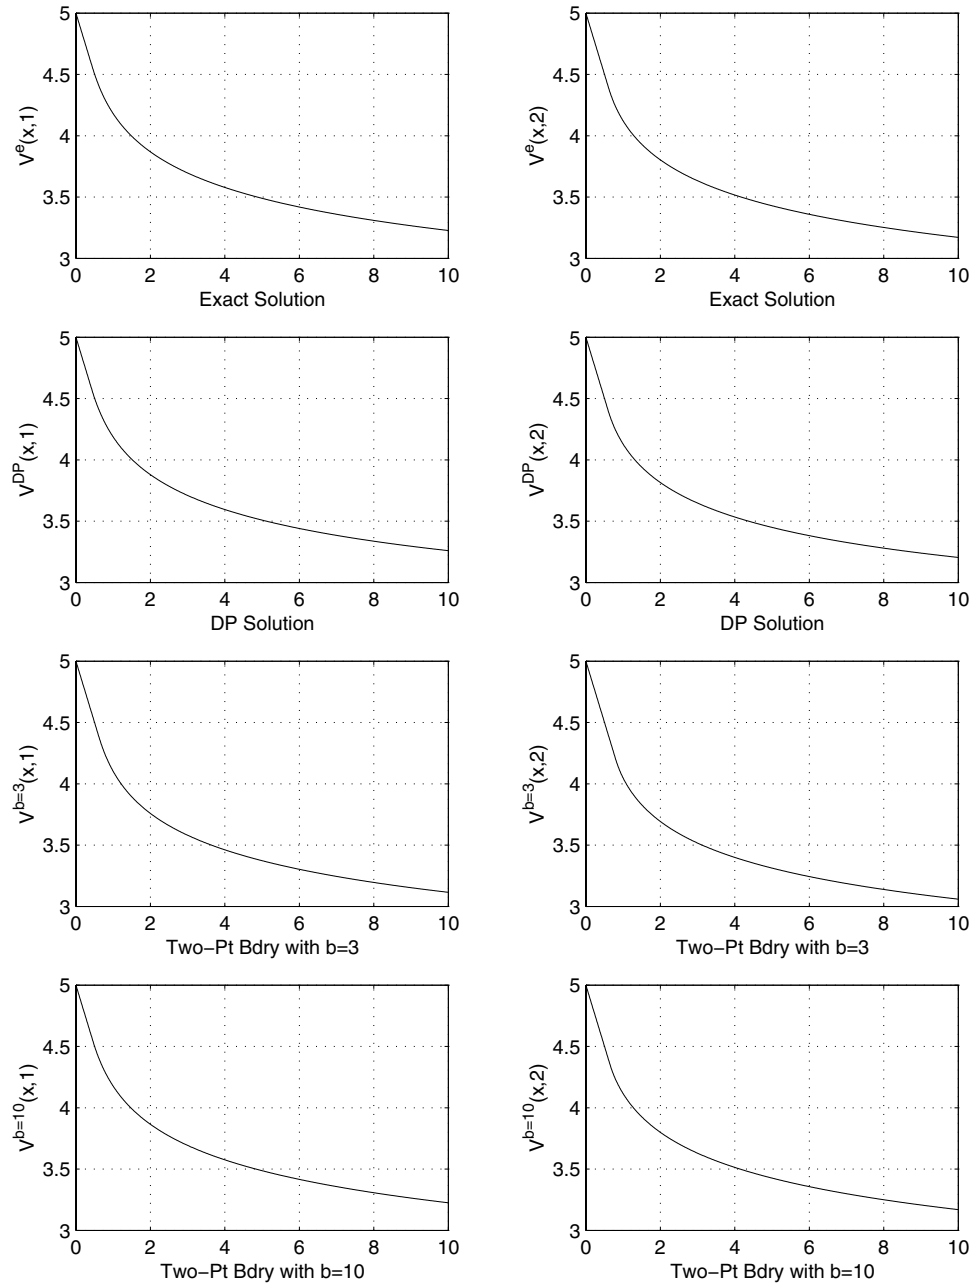 5
4.5
4
3.5
3
V^e(x,1)
0 2 4 6 8 10
Exact Solution
5
4.5
4
3.5
3
V^e(x,2)
0 2 4 6 8 10
Exact Solution
5
4.5
4
3.5
3
V^DP(x,1)
0 2 4 6 8 10
DP Solution
5
4.5
4
3.5
3
V^DP(x,2)
0 2 4 6 8 10
DP Solution
5
4.5
4
3.5
3
V^b=3(x,1)
0 2 4 6 8 10
Two−Pt Bdry with b=3
5
4.5
4
3.5
3
V^b=3(x,2)
0 2 4 6 8 10
Two−Pt Bdry with b=3
5
4.5
4
3.5
3
V^b=10(x,1)
0 2 4 6 8 10
Two−Pt Bdry with b=10
5
4.5
4
3.5
3
V^b=10(x,2)
0 2 4 6 8 10
Two−Pt Bdry with b=10